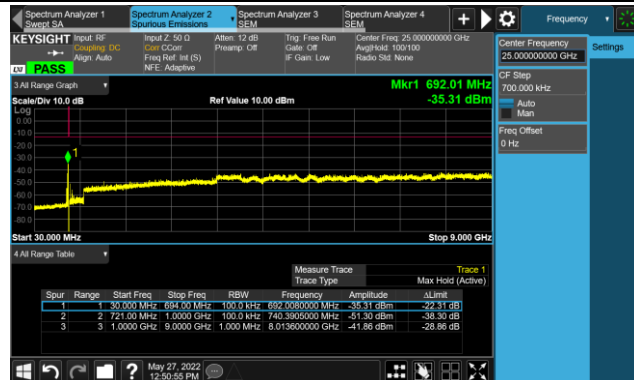 Spectrum Analyzer 1
Swept SA
Spectrum Analyzer 2
Spurious Emissions
Spectrum Analyzer 3
SEM
Spectrum Analyzer 4
SEM
Frequency
KEYSIGHT
Input: RF
Coupling: DC
Align: Auto
Input Z: 50 Ω
Corr CCorr
Freq Ref: Int (S)
NFE: Adaptive
Atten: 12 dB
Preamp: Off
Trig: Free Run
Gate: Off
IF Gain: Low
Center Freq: 25.000000000 GHz
Avg|Hold: 100/100
Radio Std: None
PASS
3 All Range Graph
Mkr1 692.01 MHz
Scale/Div 10.0 dB
Ref Value 10.00 dBm
-35.31 dBm
Log
0.00
-10.0
-20.0
-30.0
-40.0
-50.0
-60.0
-70.0
-80.0
1
Start 30.000 MHz
Stop 9.000 GHz
4 All Range Table
Measure Trace Trace 1
Trace Type Max Hold (Active)
Spur Range Start Freq Stop Freq RBW Frequency Amplitude ΔLimit
1 1 30.000 MHz 694.00 MHz 100.0 kHz 692.0080000 MHz -35.31 dBm -22.31 dB
2 2 721.00 MHz 1.0000 GHz 100.0 kHz 740.3905000 MHz -51.30 dBm -38.30 dB
3 3 1.0000 GHz 9.0000 GHz 1.000 MHz 8.013600000 GHz -41.86 dBm -28.86 dB
Center Frequency
25.000000000 GHz
Settings
CF Step
700.000 kHz
Auto
Man
Freq Offset
0 Hz
May 27, 2022
12:50:55 PM